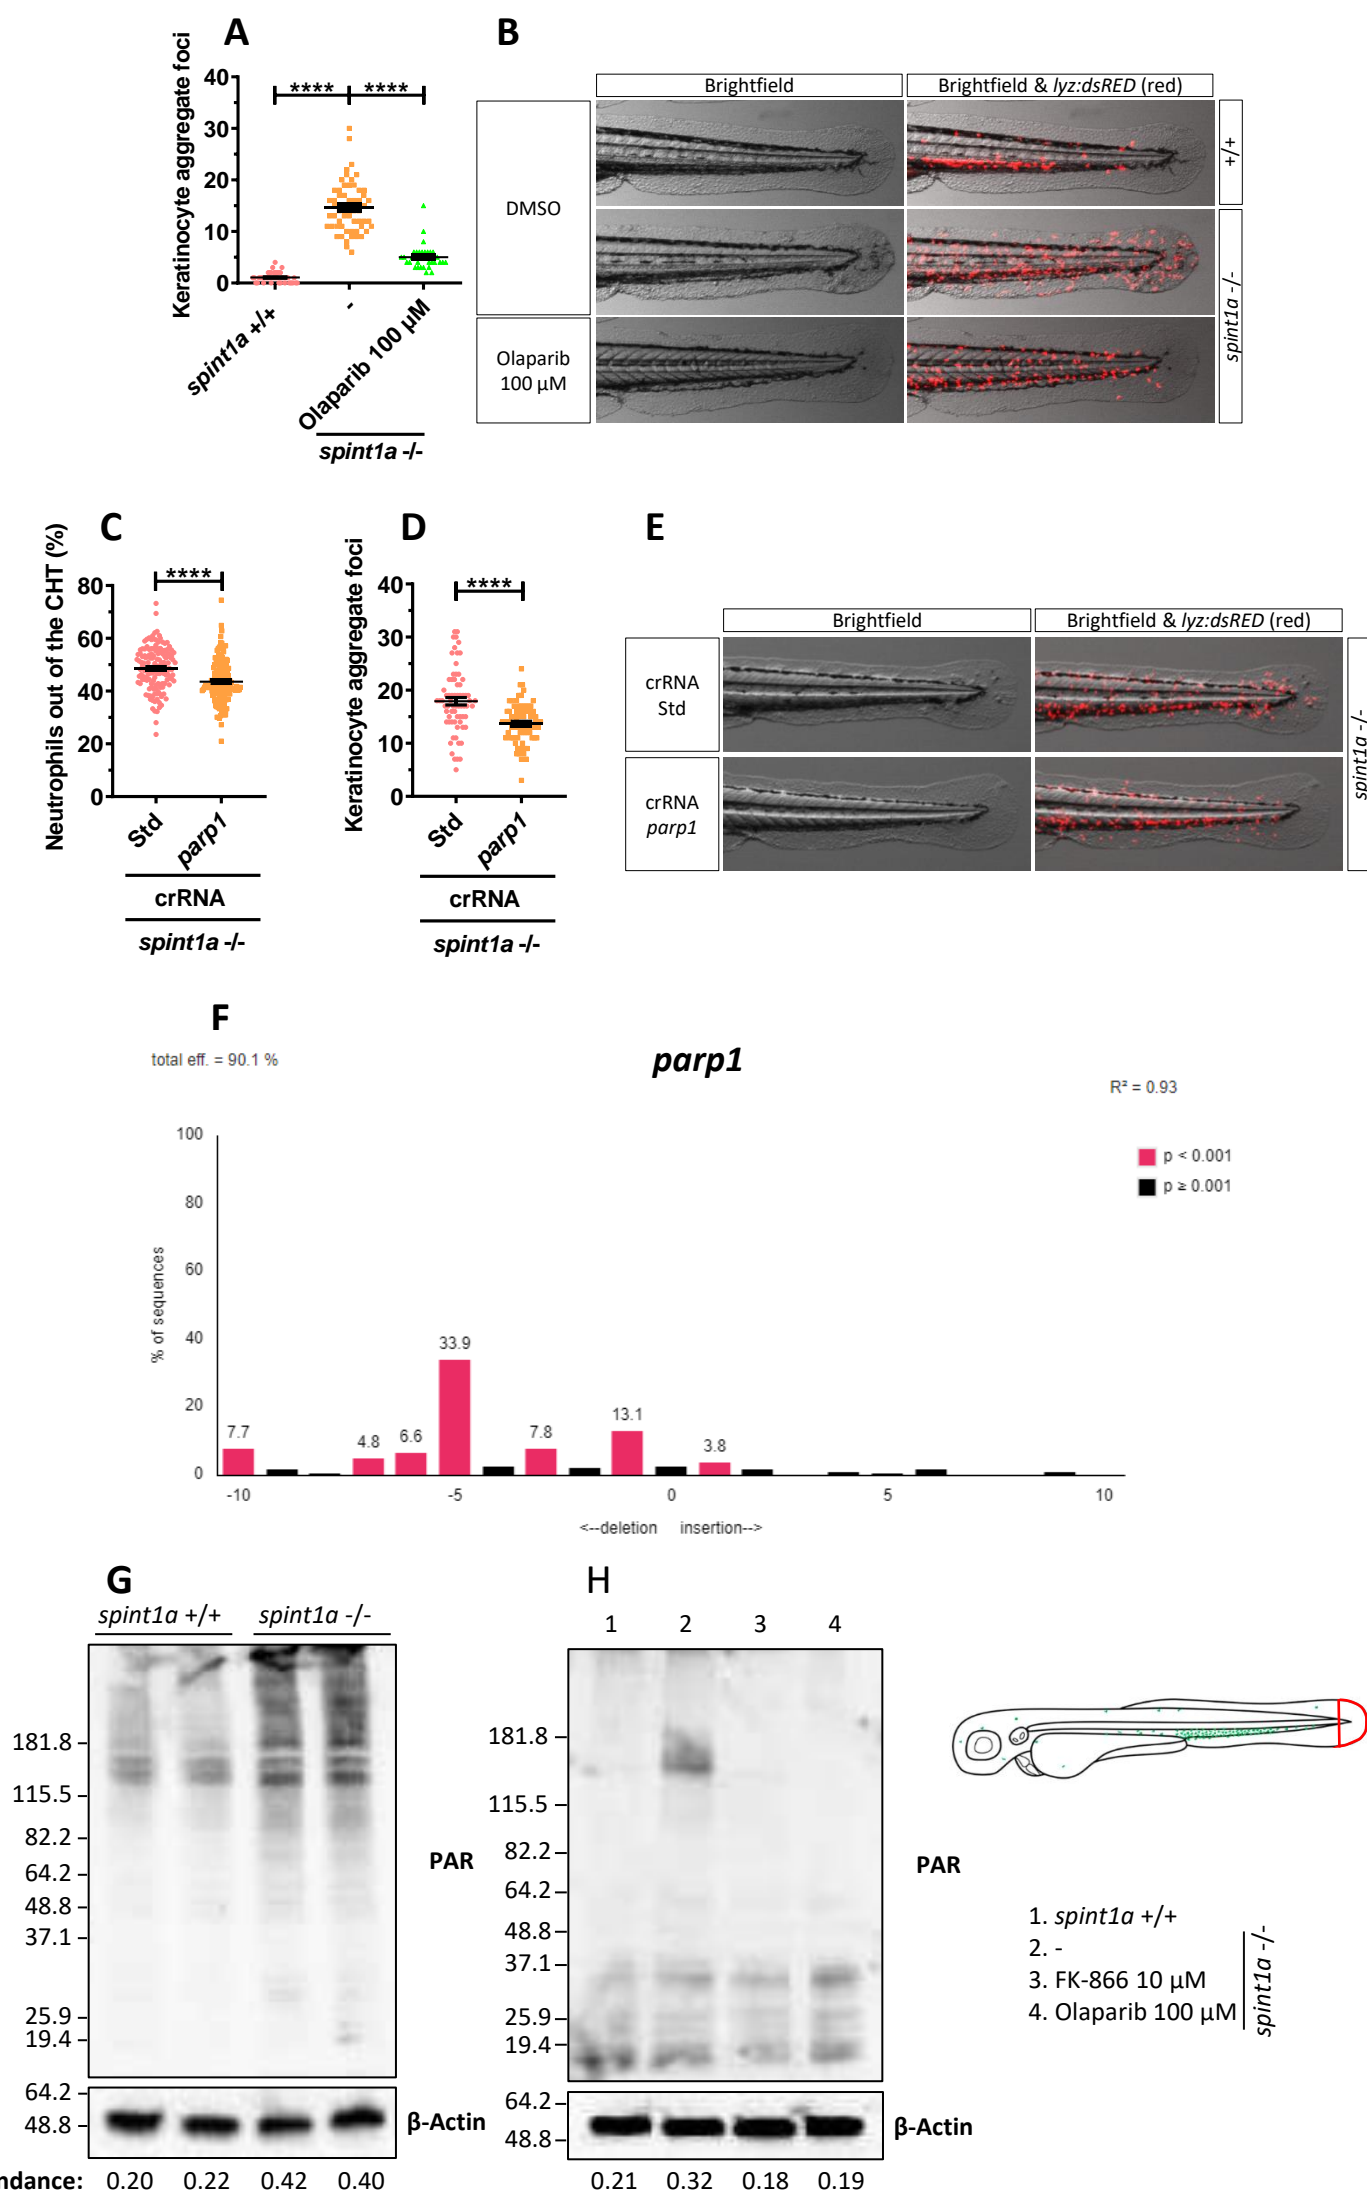 A
Keratinocyte aggregate foci
40
30
20
10
0
**** ****
spint1a +/+
-
Olaparib 100 µM
spint1a -/-
B
Brightfield
Brightfield & lyz:dsRED (red)
DMSO
Olaparib
100 µM
+/+
spint1a -/-
C
Neutrophils out of the CHT (%)
80
60
40
20
0
****
Std
parp1
crRNA
spint1a -/-
D
Keratinocyte aggregate foci
40
30
20
10
0
****
Std
parp1
crRNA
spint1a -/-
E
Brightfield
Brightfield & lyz:dsRED (red)
crRNA
Std
crRNA
parp1
spint1a -/-
F
total eff. = 90.1 %
parp1
R² = 0.93
p < 0.001
p ≥ 0.001
% of sequences
100
80
60
40
20
0
7.7
4.8
6.6
33.9
7.8
13.1
3.8
-10
-5
0
5
10
<--deletion insertion-->
G
spint1a +/+ spint1a -/-
181.8
115.5
82.2
64.2
48.8
37.1
25.9
19.4
PAR
64.2
48.8
β-Actin
ndance: 0.20 0.22 0.42 0.40
H
1 2 3 4
181.8
115.5
82.2
64.2
48.8
37.1
25.9
19.4
PAR
64.2
48.8
β-Actin
0.21 0.32 0.18 0.19
1. spint1a +/+
2. -
3. FK-866 10 µM
4. Olaparib 100 µM
spint1a -/-